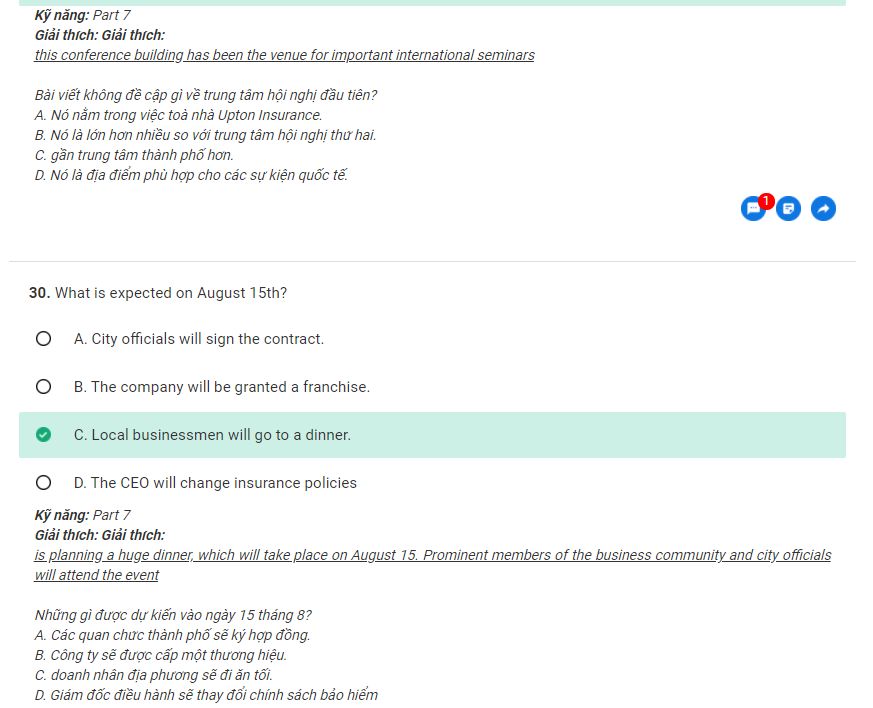 Kỹ năng: Part 7
Giải thích: Giải thích:
this conference building has been the venue for important international seminars
Bài viết không đề cập gì về trung tâm hội nghị đầu tiên?
A. Nó nằm trong việc toà nhà Upton Insurance.
B. Nó là lớn hơn nhiều so với trung tâm hội nghị thứ hai.
C. gần trung tâm thành phố hơn.
D. Nó là địa điểm phù hợp cho các sự kiện quốc tế.
1
30. What is expected on August 15th?
A. City officials will sign the contract.
B. The company will be granted a franchise.
C. Local businessmen will go to a dinner.
D. The CEO will change insurance policies
Kỹ năng: Part 7
Giải thích: Giải thích:
is planning a huge dinner, which will take place on August 15. Prominent members of the business community and city officials
will attend the event
Những gì được dự kiến vào ngày 15 tháng 8?
A. Các quan chức thành phố sẽ ký hợp đồng.
B. Công ty sẽ được cấp một thương hiệu.
C. doanh nhân địa phương sẽ đi ăn tối.
D. Giám đốc điều hành sẽ thay đổi chính sách bảo hiểm